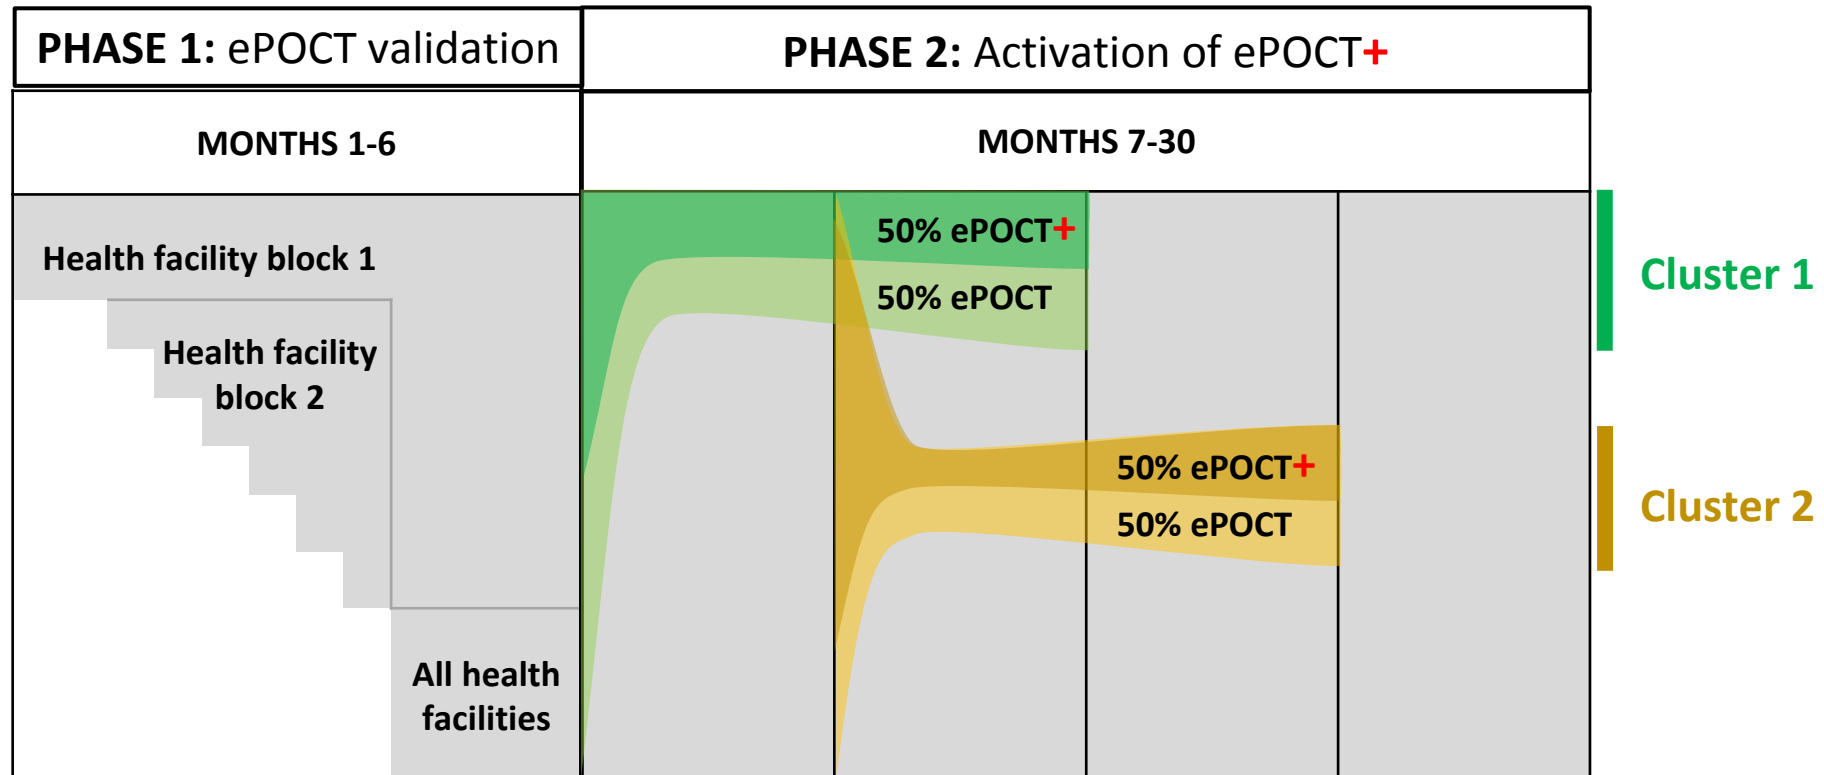 PHASE 1: ePOCT validation
PHASE 2: Activation of ePOCT+
MONTHS 1-6
MONTHS 7-30
Health facility block 1
Health facility
block 2
All health
facilities
50% ePOCT+
50% ePOCT
Cluster 1
50% ePOCT+
50% ePOCT
Cluster 2